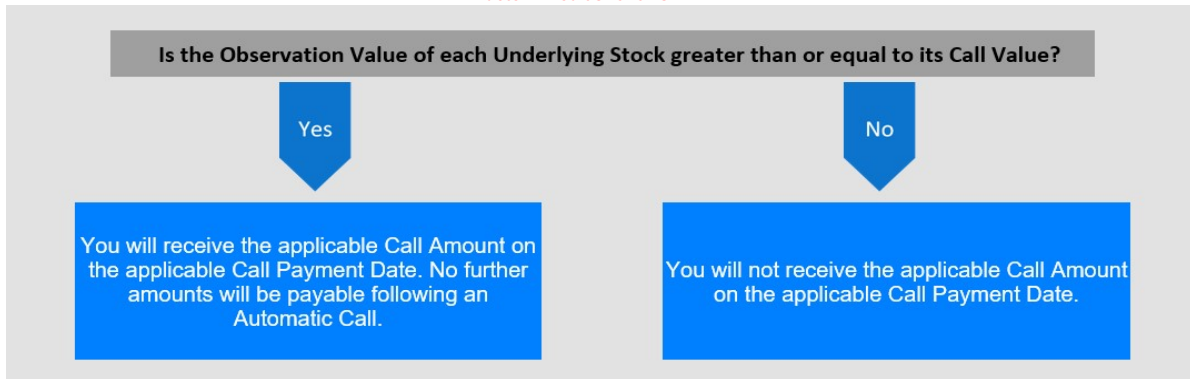 Is the Observation Value of each Underlying Stock greater than or equal to its Call Value?
Yes
No
You will receive the applicable Call Amount on
the applicable Call Payment Date. No further
amounts will be payable following an
Automatic Call.
You will not receive the applicable Call Amount
on the applicable Call Payment Date.